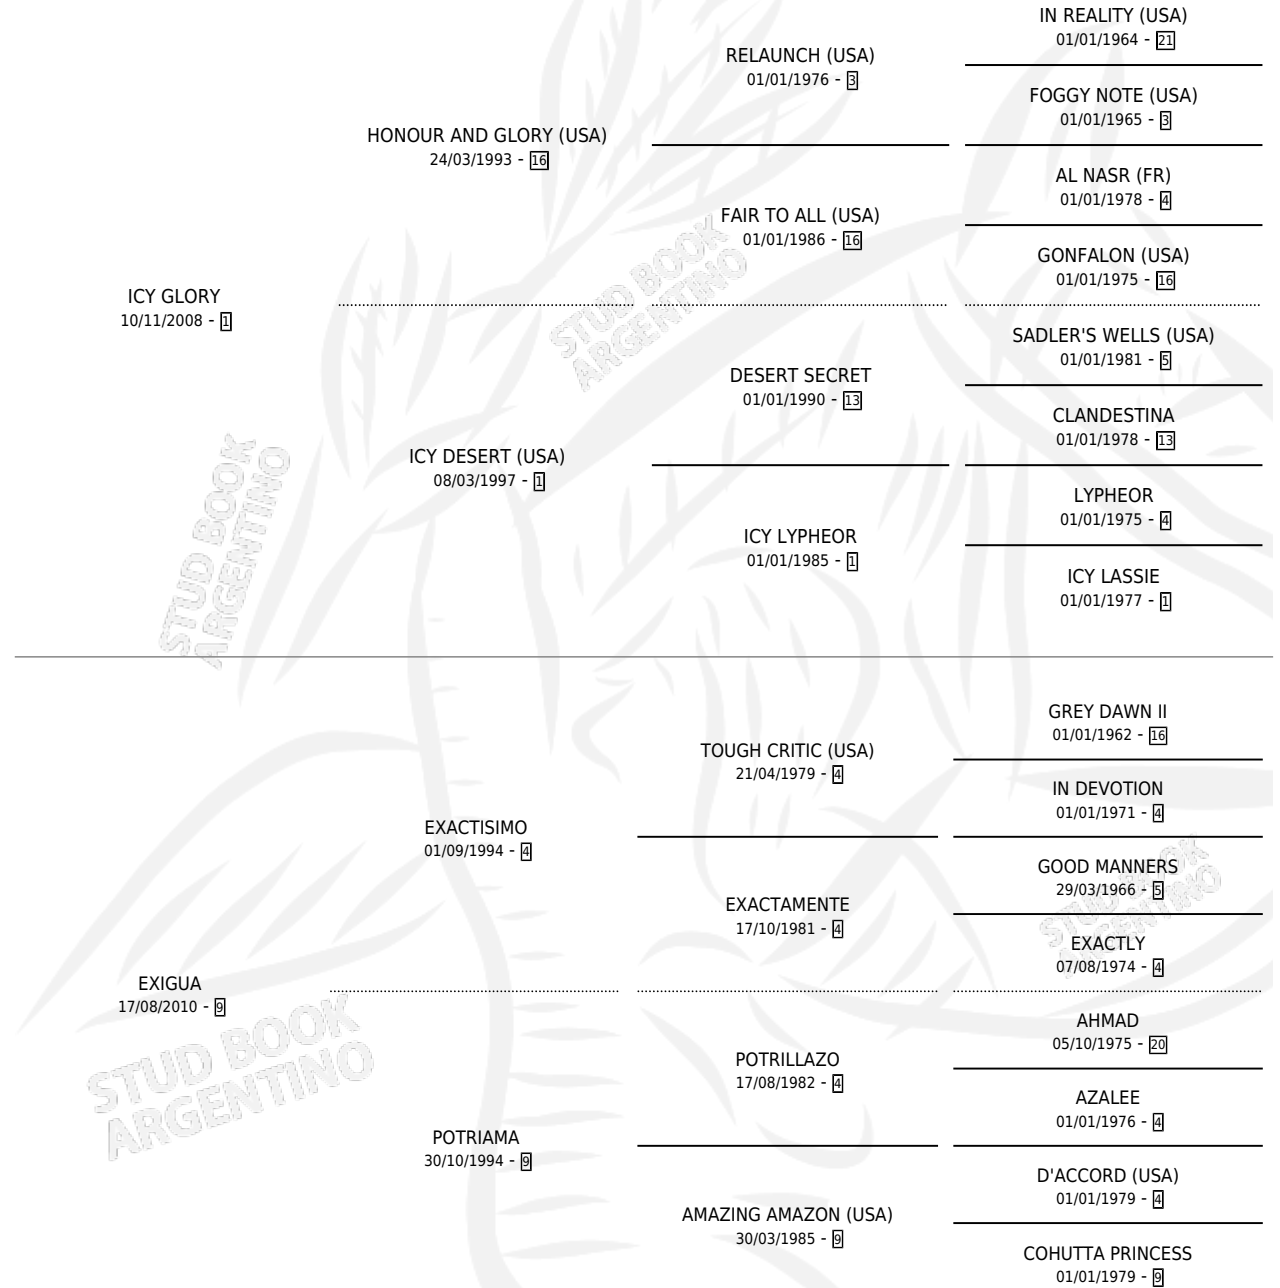 IN REALITY (USA)
01/01/1964 - 21
RELAUNCH (USA)
01/01/1976 - 3
FOGGY NOTE (USA)
01/01/1965 - 3
HONOUR AND GLORY (USA)
24/03/1993 - 16
AL NASR (FR)
01/01/1978 - 4
FAIR TO ALL (USA)
01/01/1986 - 16
GONFALON (USA)
01/01/1975 - 16
ICY GLORY
10/11/2008 - 1
SADLER'S WELLS (USA)
01/01/1981 - 5
DESERT SECRET
01/01/1990 - 13
CLANDESTINA
01/01/1978 - 13
ICY DESERT (USA)
08/03/1997 - 1
LYPHEOR
01/01/1975 - 4
ICY LYPHEOR
01/01/1985 - 1
ICY LASSIE
01/01/1977 - 1
STUD BOOK
ARGENTINO
STUD BOOK
ARGENTINO
GREY DAWN II
01/01/1962 - 16
TOUGH CRITIC (USA)
21/04/1979 - 4
IN DEVOTION
01/01/1971 - 4
EXACTISIMO
01/09/1994 - 4
GOOD MANNERS
29/03/1966 - 5
EXACTAMENTE
17/10/1981 - 4
EXACTLY
07/08/1974 - 4
EXIGUA
17/08/2010 - 9
AHMAD
05/10/1975 - 20
POTRILLAZO
17/08/1982 - 4
AZALEE
01/01/1976 - 4
POTRIAMA
30/10/1994 - 9
D'ACCORD (USA)
01/01/1979 - 4
AMAZING AMAZON (USA)
30/03/1985 - 9
COHUTTA PRINCESS
01/01/1979 - 9
STUD BOOK
ARGENTINO
STUD BOOK
ARGENTINO